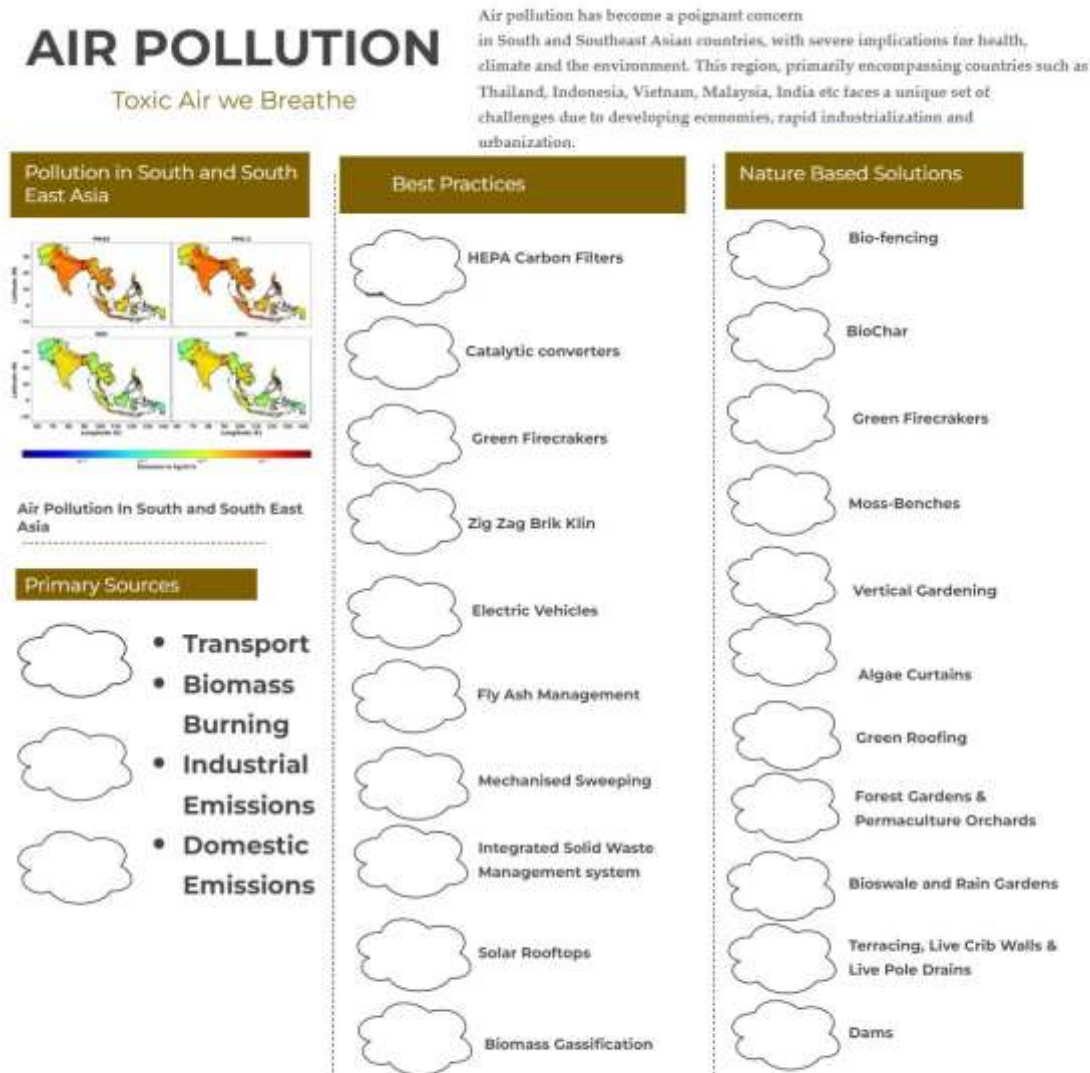 AIR POLLUTION
Toxic Air we Breathe
Air pollution has become a poignant concern
in South and Southeast Asian countries, with severe implications for health,
climate and the environment. This region, primarily encompassing countries such as
Thailand, Indonesia, Vietnam, Malaysia, India etc faces a unique set of
challenges due to developing economies, rapid industrialization and
urbanization.
Pollution in South and South
East Asia
Air Pollution In South and South East
Asia
Primary Sources
• Transport
• Biomass
Burning
• Industrial
Emissions
• Domestic
Emissions
Best Practices
HEPA Carbon Filters
Catalytic converters
Green Firecrakers
Zig Zag Brik Klin
Electric Vehicles
Fly Ash Management
Mechanised Sweeping
Integrated Solid Waste
Management system
Solar Rooftops
Biomass Gassification
Nature Based Solutions
Bio-fencing
BioChar
Green Firecrakers
Moss-Benches
Vertical Gardening
Algae Curtains
Green Roofing
Forest Gardens &
Permaculture Orchards
Bioswale and Rain Gardens
Terracing, Live Crib Walls &
Live Pole Drains
Dams